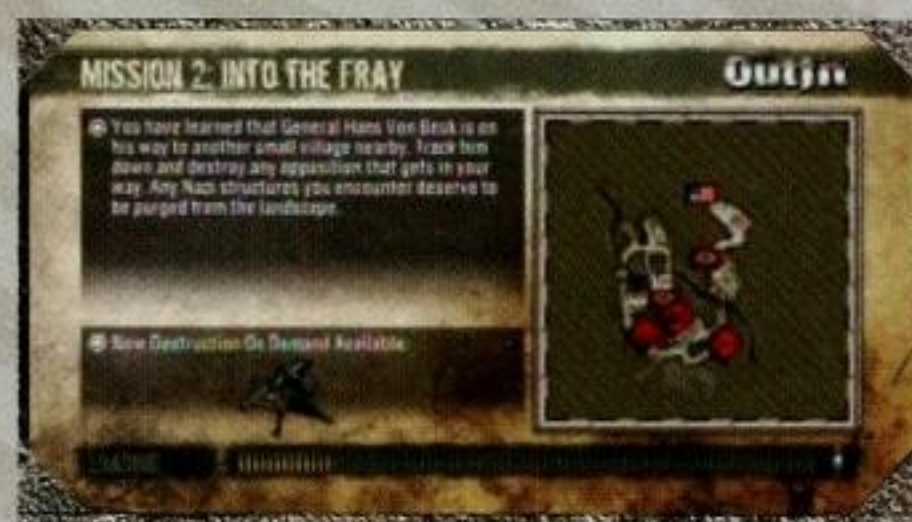 MISSION 2: INTO THE FRAY
You have learned that General Hans Von Beuk is on
his way to another small village nearby. Track him
down and destroy any opposition that gets in your
way. Any Nazi structures you encounter deserve to
be purged from the landscape.
New Destruction On Demand Available.